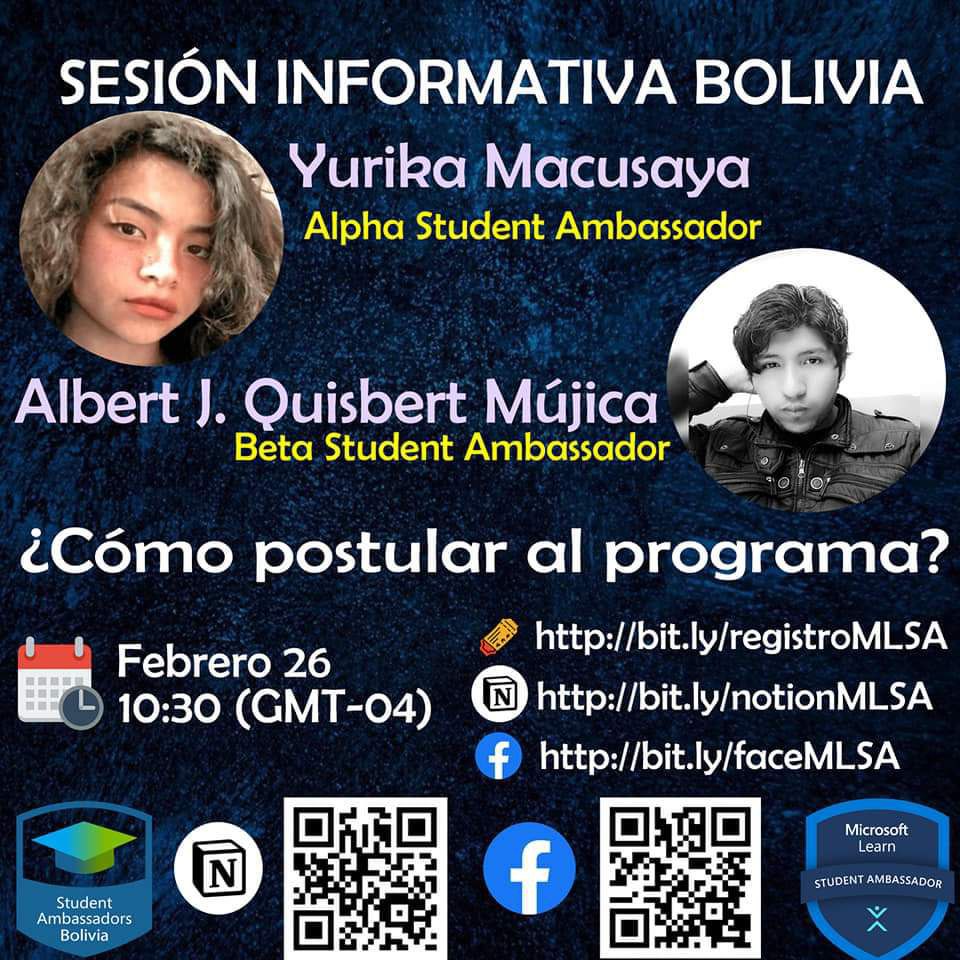 SESIÓN INFORMATIVA BOLIVIA
Yurika Macusaya
Alpha Student Ambassador
Albert J. Quisbert Mújica
Beta Student Ambassador
¿Cómo postular al programa?
Febrero 26
10:30 (GMT-04)
http://bit.ly/registroMLSA
N http://bit.ly/notionMLSA
f http://bit.ly/faceMLSA
Student
Ambassadors
Bolivia
N
f
Microsoft
Learn
STUDENT AMBASSADOR